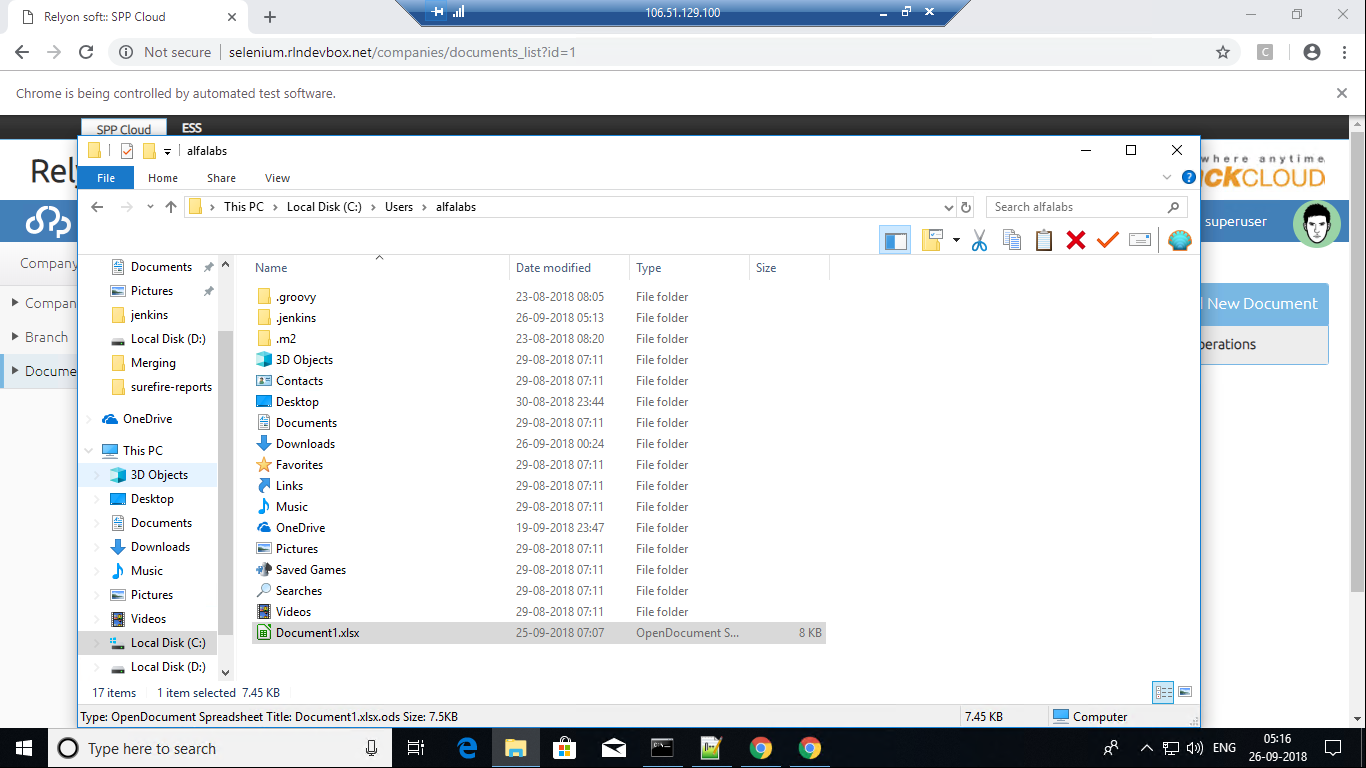 Relyon soft:: SPP Cloud
106.51.129.100
Not secure
selenium.rlndevbox.net/companies/documents_list?id=1
C
Chrome is being controlled by automated test software.
SPP Cloud
ESS
alfalabs
File
Home
Share
View
This PC
Local Disk (C:)
Users
alfalabs
Search alfalabs
where anytime
CLOUD
superuser
Company
Branch
New Document
Documents
Pictures
jenkins
Local Disk (D:)
Merging
surefire-reports
OneDrive
This PC
3D Objects
Desktop
Documents
Downloads
Music
Pictures
Videos
Local Disk (C:)
Local Disk (D:)
Name Date modified Type Size
.groovy 23-08-2018 08:05 File folder
.jenkins 26-09-2018 05:13 File folder
.m2 23-08-2018 08:20 File folder
3D Objects 29-08-2018 07:11 File folder
Contacts 29-08-2018 07:11 File folder
Desktop 30-08-2018 23:44 File folder
Documents 29-08-2018 07:11 File folder
Downloads 26-09-2018 00:24 File folder
Favorites 29-08-2018 07:11 File folder
Links 29-08-2018 07:11 File folder
Music 29-08-2018 07:11 File folder
OneDrive 19-09-2018 23:47 File folder
Pictures 29-08-2018 07:11 File folder
Saved Games 29-08-2018 07:11 File folder
Searches 29-08-2018 07:11 File folder
Videos 29-08-2018 07:11 File folder
Document1.xlsx 25-09-2018 07:07 OpenDocument S... 8 KB
17 items 1 item selected 7.45 KB
Type: OpenDocument Spreadsheet Title: Document1.xlsx.ods Size: 7.5KB 7.45 KB Computer
Type here to search
ENG
05:16
26-09-2018